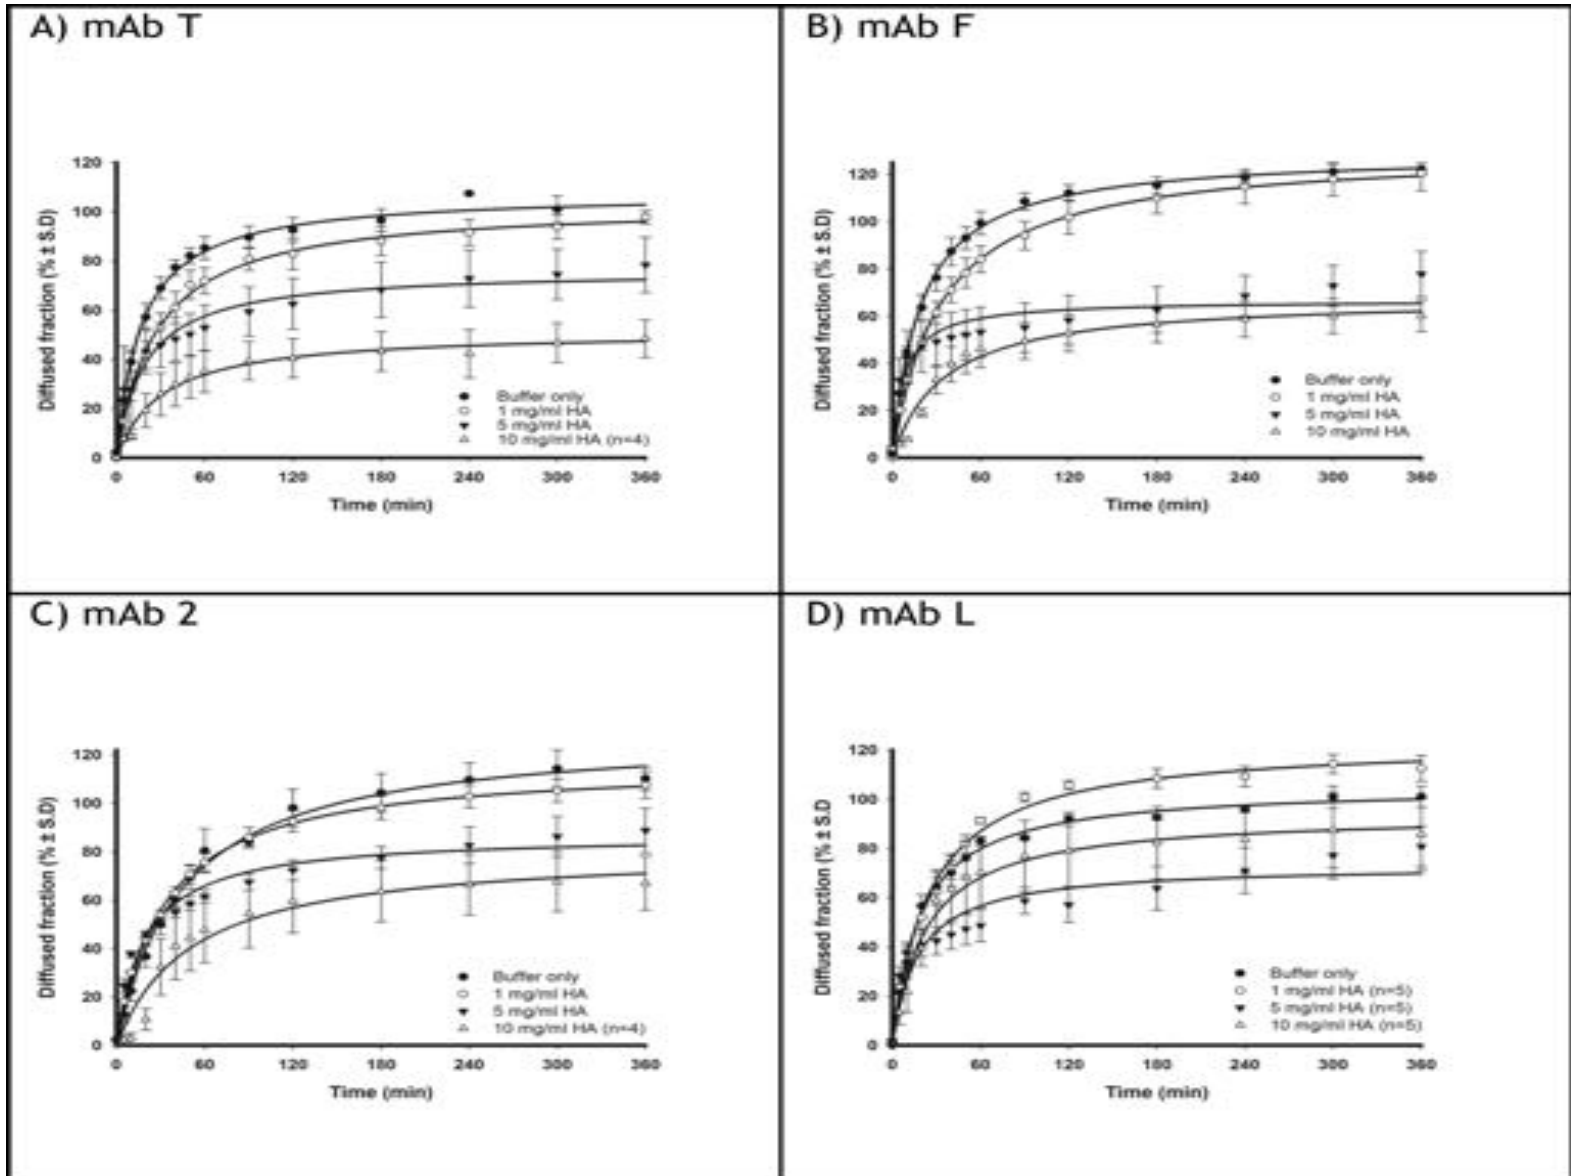 A) mAb T
120
100
80
60
40
20
0
Diffused fraction (% ± S.D)
Buffer only
1 mg/ml HA
5 mg/ml HA
10 mg/ml HA (n=4)
0 60 120 180 240 300 360
Time (min)
B) mAb F
120
100
80
60
40
20
0
Diffused fraction (% ± S.D)
Buffer only
1 mg/ml HA
5 mg/ml HA
10 mg/ml HA
0 60 120 180 240 300 360
Time (min)
C) mAb 2
120
100
80
60
40
20
0
Diffused fraction (% ± S.D)
Buffer only
1 mg/ml HA
5 mg/ml HA
10 mg/ml HA (n=4)
0 60 120 180 240 300 360
Time (min)
D) mAb L
120
100
80
60
40
20
0
Diffused fraction (% ± S.D)
Buffer only
1 mg/ml HA (n=5)
5 mg/ml HA (n=5)
10 mg/ml HA (n=5)
0 60 120 180 240 300 360
Time (min)